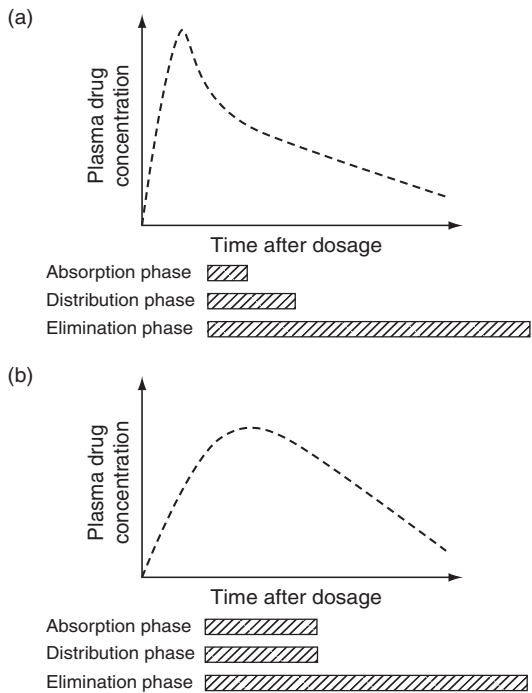 (a)
Plasma drug
concentration
Time after dosage
Absorption phase
Distribution phase
Elimination phase
(b)
Plasma drug
concentration
Time after dosage
Absorption phase
Distribution phase
Elimination phase